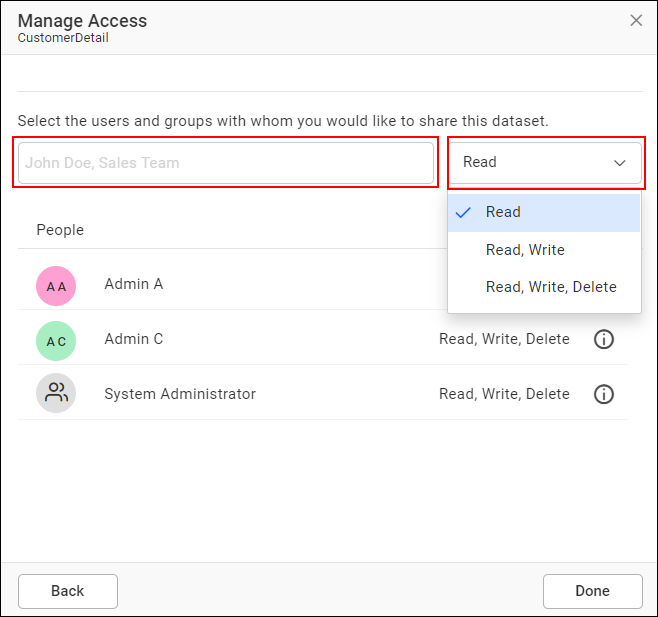 Manage Access
CustomerDetail
Select the users and groups with whom you would like to share this dataset.
John Doe, Sales Team
Read
Read
Read, Write
Read, Write, Delete
People
A A
Admin A
A C
Admin C
Read, Write, Delete
System Administrator
Read, Write, Delete
Back
Done